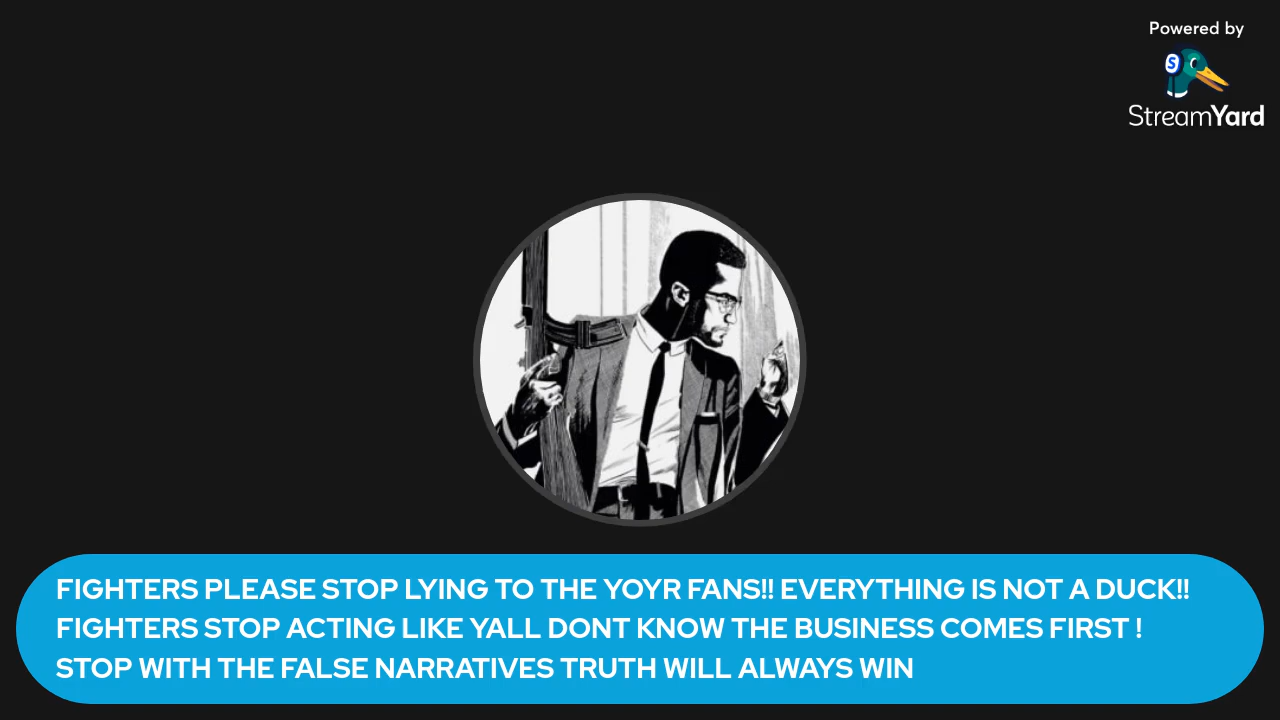 Powered by
S
StreamYard
FIGHTERS PLEASE STOP LYING TO THE YOYR FANS!! EVERYTHING IS NOT A DUCK!!
FIGHTERS STOP ACTING LIKE YALL DONT KNOW THE BUSINESS COMES FIRST !
STOP WITH THE FALSE NARRATIVES TRUTH WILL ALWAYS WIN